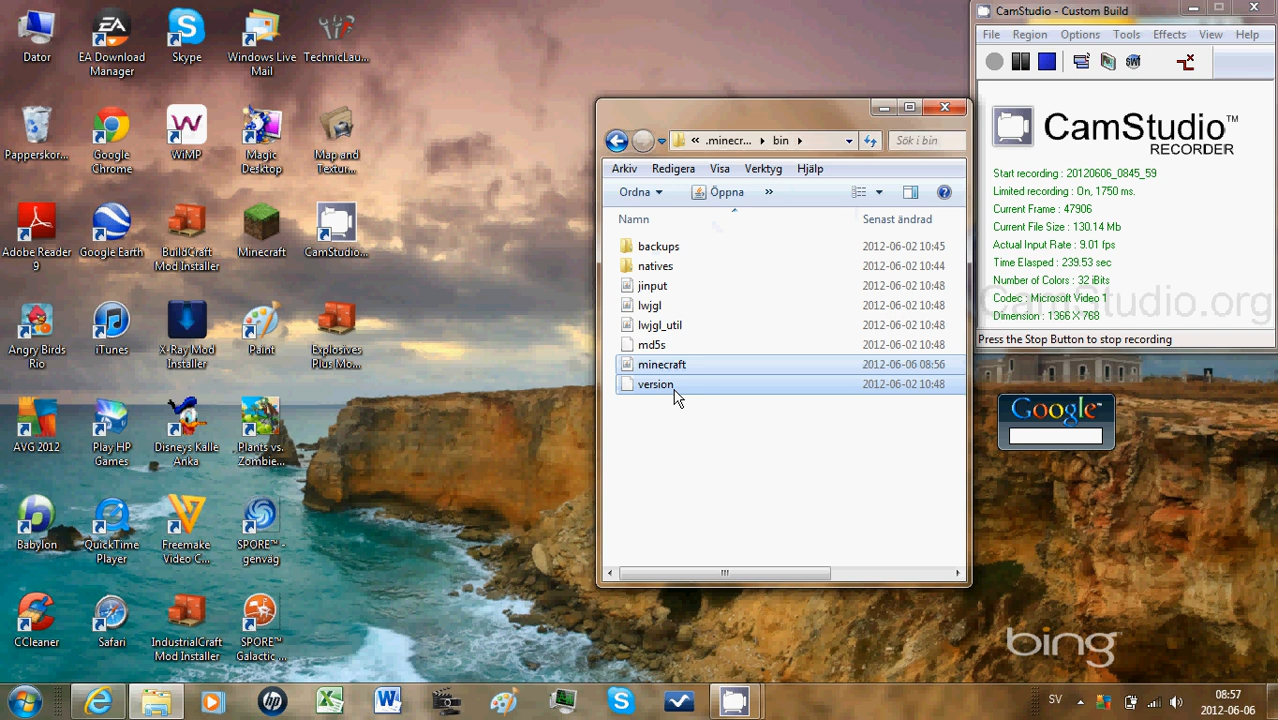 Dator
EA Download
Manager
Skype
Windows Live
Mail
TechnicLau...
Papperskor...
Google
Chrome
WiMP
Magic
Desktop
Map and
Textur...
Adobe Reader
9
Google Earth
BuildCraft
Mod Installer
Minecraft
CamStudio...
Angry Birds
Rio
iTunes
X-Ray Mod
Installer
Paint
Explosives
Plus Mo...
AVG 2012
Play HP
Games
Disneys Kalle
Anka
Plants vs.
Zombie...
Babylon
QuickTime
Player
Freemake
Video C...
SPORE™ -
genväg
CCleaner
Safari
IndustrialCraft
Mod Installer
SPORE™
Galactic ...
« .minecr... bin
Sök i bin
Arkiv Redigera Visa Verktyg Hjälp
Ordna Öppna »
Namn Senast ändrad
backups 2012-06-02 10:45
natives 2012-06-02 10:44
jinput 2012-06-02 10:48
lwjgl 2012-06-02 10:48
lwjgl_util 2012-06-02 10:48
md5s 2012-06-02 10:48
minecraft 2012-06-06 08:56
version 2012-06-02 10:48
CamStudio - Custom Build
File Region Options Tools Effects View Help
SWF
CamStudio™
RECORDER
Start recording : 20120606_0845_59
Limited recording : On, 1750 ms.
Current Frame : 47906
Current File Size : 130.14 Mb
Actual Input Rate : 9.01 fps
Time Elasped : 239.53 sec
Number of Colors : 32 iBits
Codec : Microsoft Video 1
Dimension : 1366 X 768
CamStudio.org
Press the Stop Button to stop recording
Google™
bing™
SV
08:57
2012-06-06